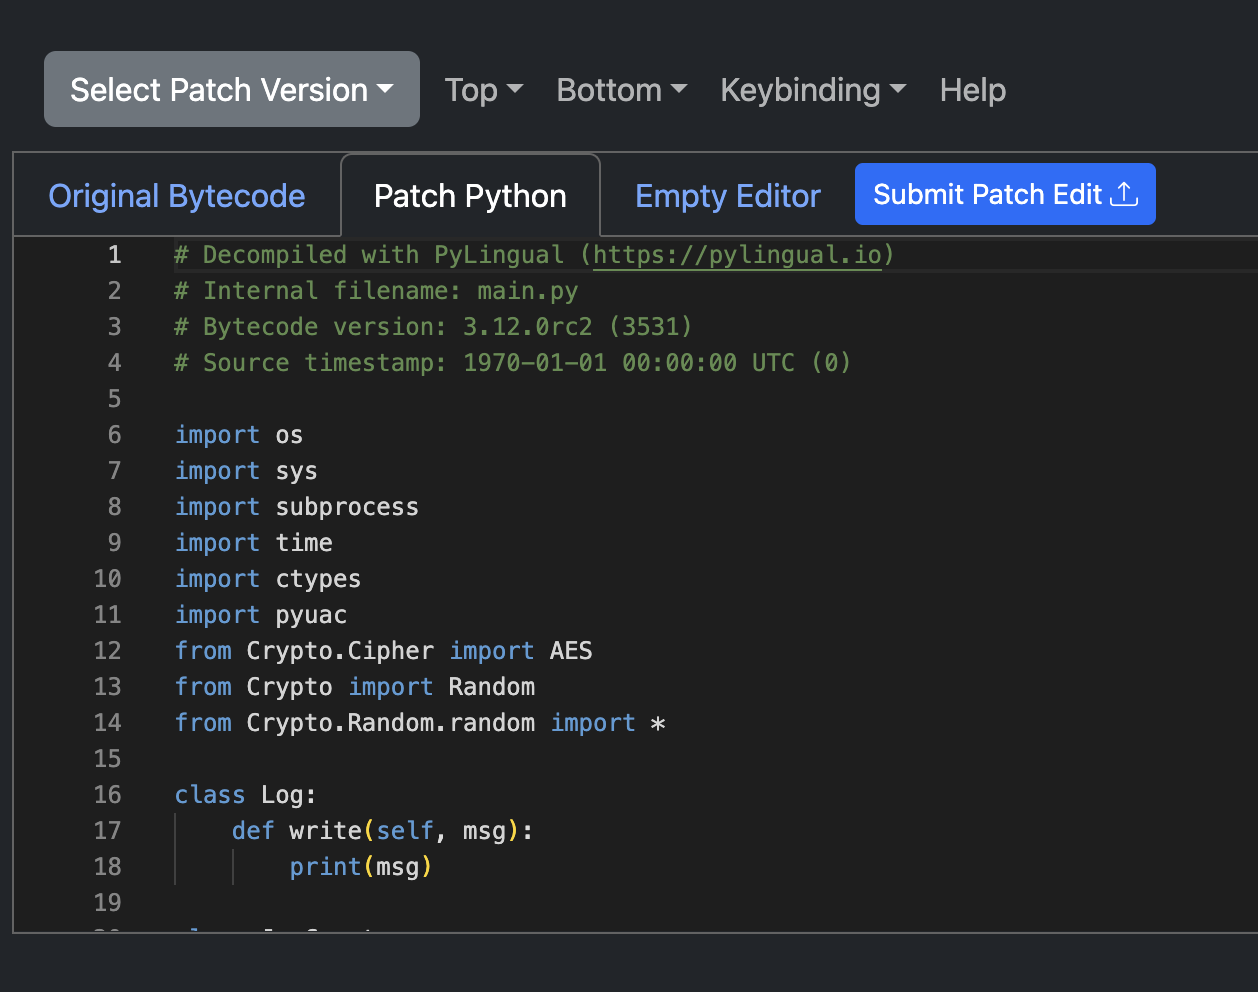 Select Patch Version Top Bottom Keybinding Help
Original Bytecode Patch Python Empty Editor Submit Patch Edit
1 # Decompiled with PyLingual (https://pylingual.io)
2 # Internal filename: main.py
3 # Bytecode version: 3.12.0rc2 (3531)
4 # Source timestamp: 1970-01-01 00:00:00 UTC (0)
5
6 import os
7 import sys
8 import subprocess
9 import time
10 import ctypes
11 import pyuac
12 from Crypto.Cipher import AES
13 from Crypto import Random
14 from Crypto.Random.random import *
15
16 class Log:
17     def write(self, msg):
18         print(msg)
19